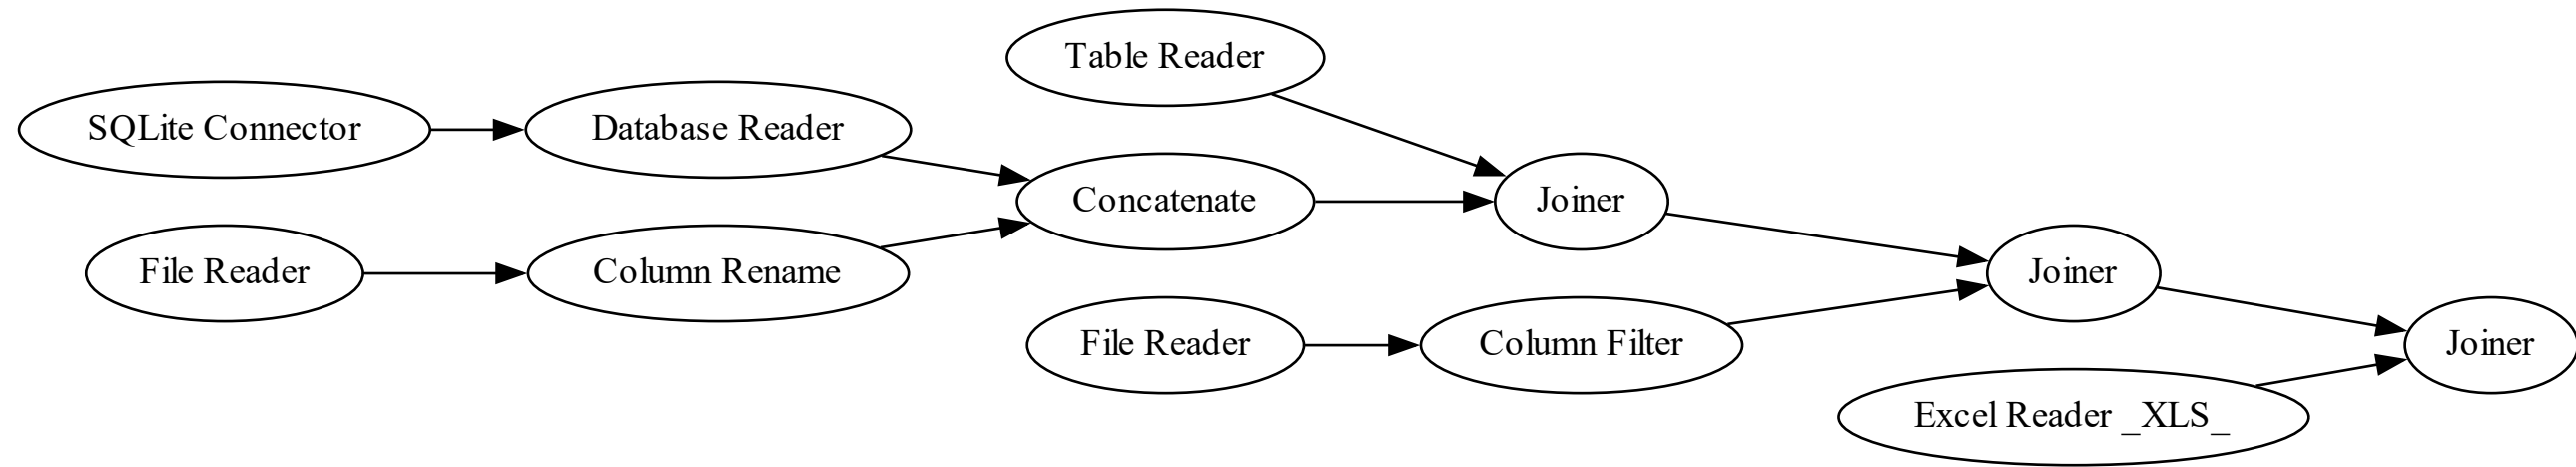 Table Reader
SQLite Connector
Database Reader
Concatenate
Joiner
File Reader
Column Rename
Joiner
File Reader
Column Filter
Joiner
Excel Reader _XLS_